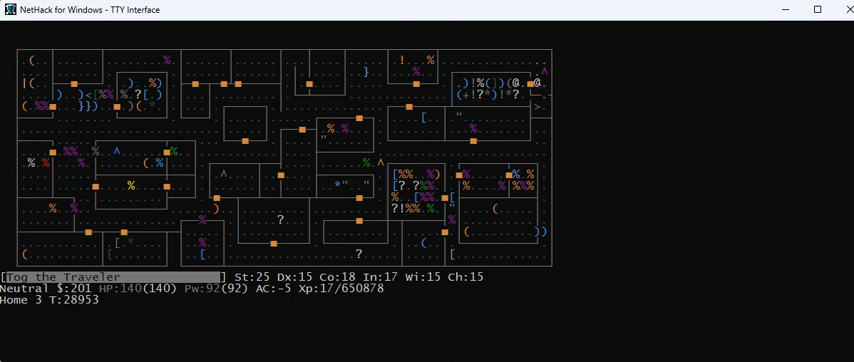 NetHack for Windows - TTY Interface
[Tog the Traveler ] St:25 Dx:15 Co:18 In:17 Wi:15 Ch:15
Neutral $:201 HP:140(140) Pw:92(92) AC:-5 Xp:17/650878
Home 3 T:28953